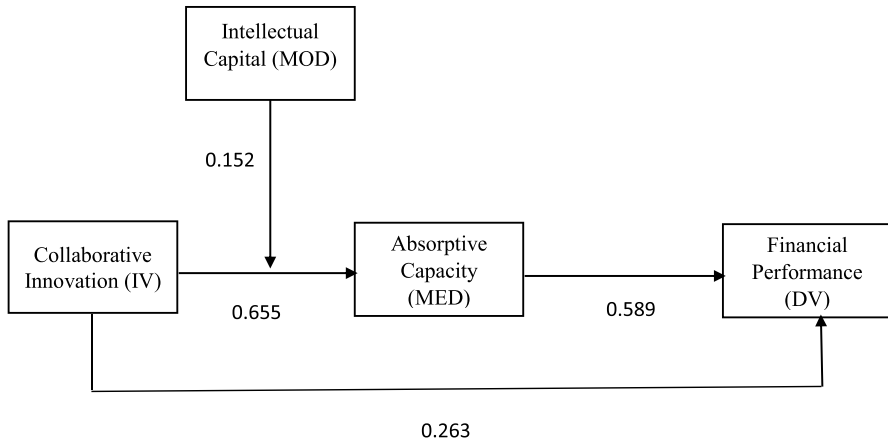 Intellectual
Capital (MOD)
0.152
Collaborative
Innovation (IV)
0.655
Absorptive
Capacity
(MED)
0.589
Financial
Performance
(DV)
0.263